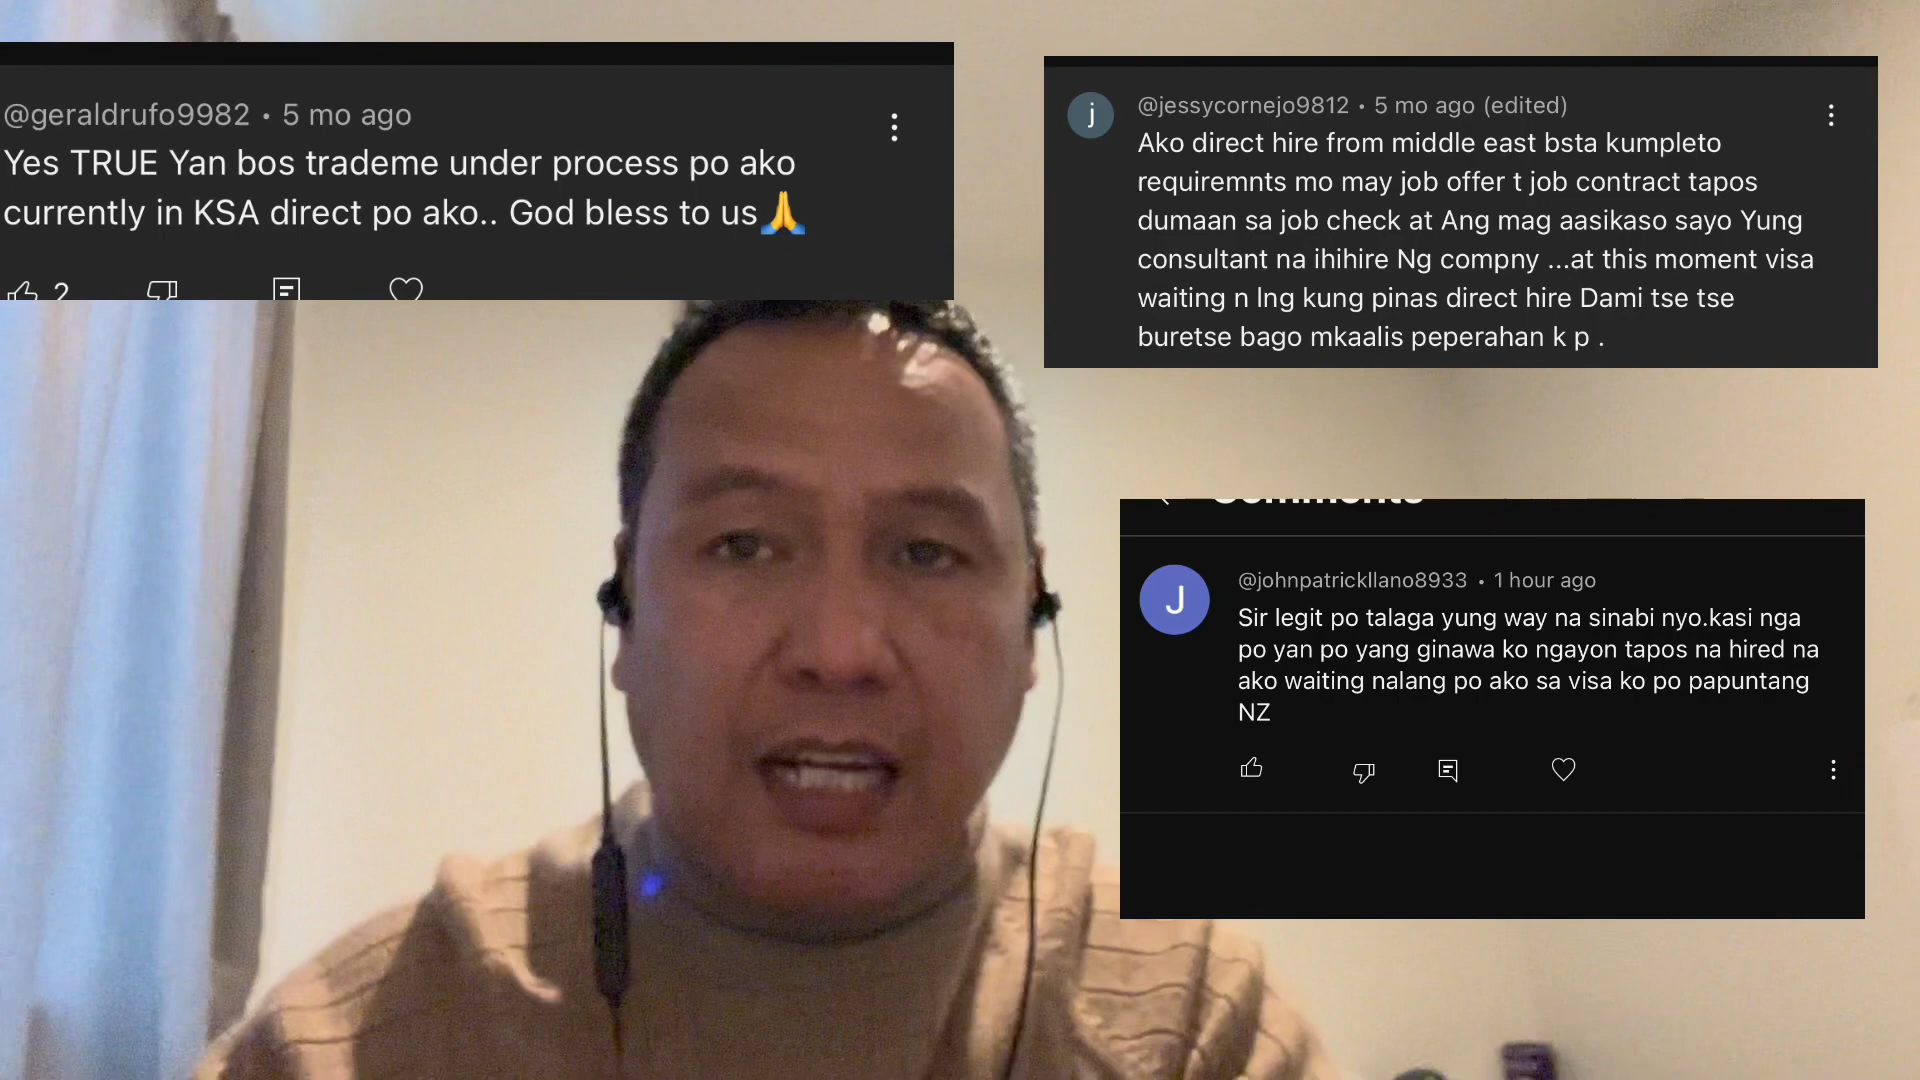 @geraldrufo9982 • 5 mo ago
Yes TRUE Yan bos trademe under process po ako
currently in KSA direct po ako.. God bless to us🙏
2
j
@jessycornejo9812 • 5 mo ago (edited)
Ako direct hire from middle east bsta kumpleto
requiremnts mo may job offer t job contract tapos
dumaan sa job check at Ang mag aasikaso sayo Yung
consultant na ihihire Ng compny ...at this moment visa
waiting n lng kung pinas direct hire Dami tse tse
buretse bago mkaalis peperahan k p .
Comments
J
@johnpatrickllano8933 • 1 hour ago
Sir legit po talaga yung way na sinabi nyo.kasi nga
po yan po yang ginawa ko ngayon tapos na hired na
ako waiting nalang po ako sa visa ko po papuntang
NZ